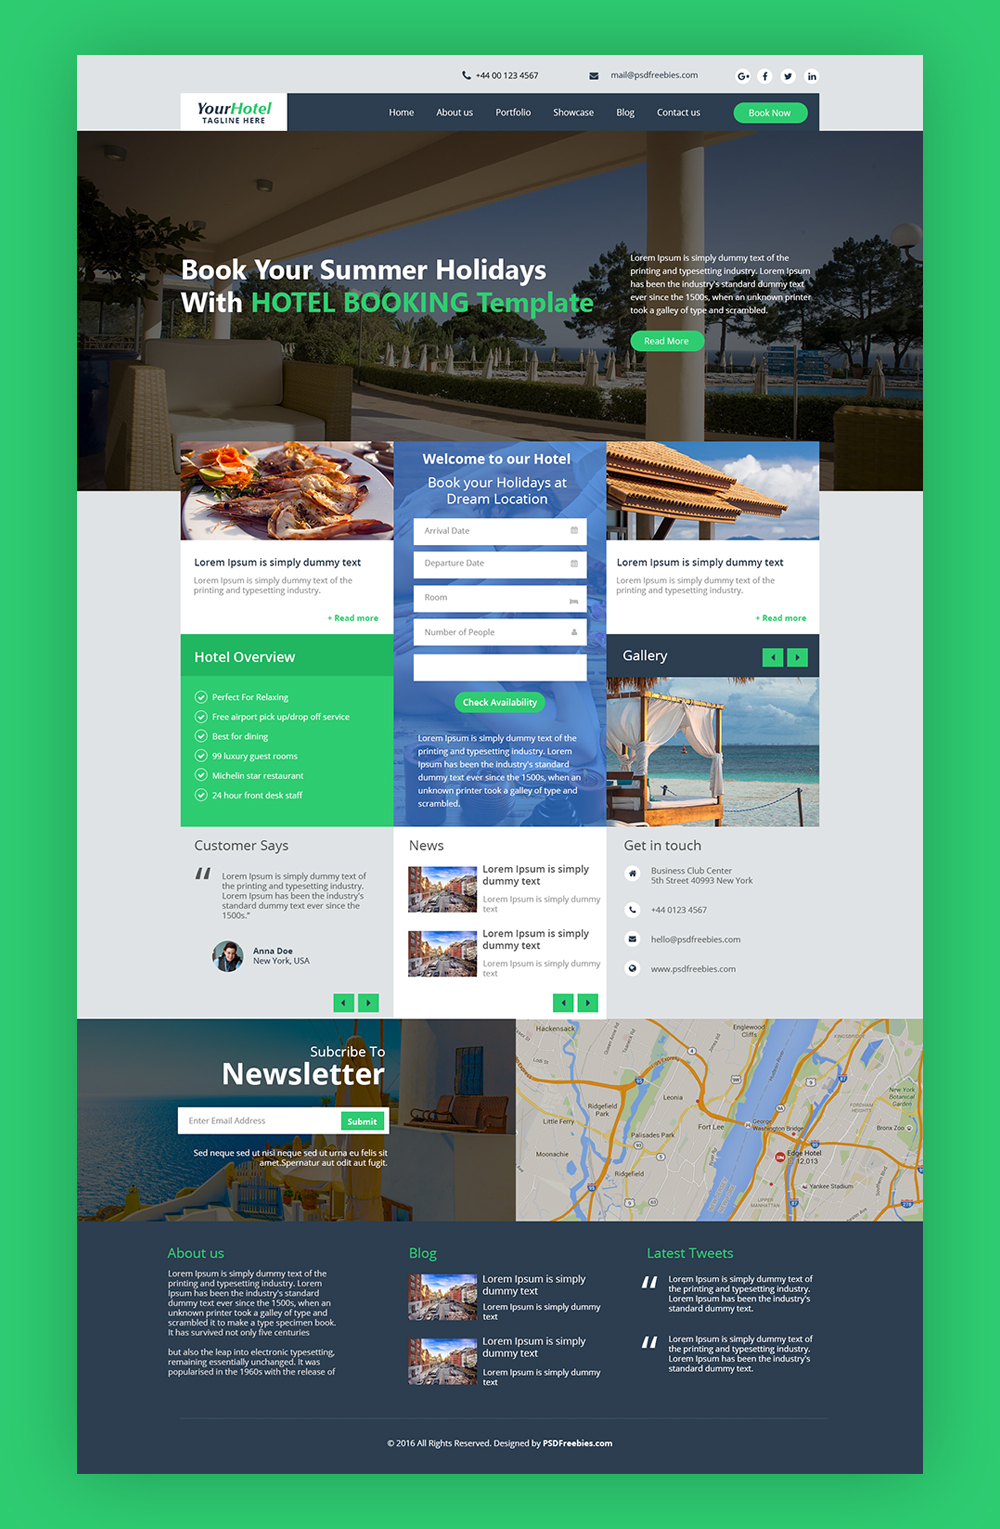 +44 00 123 4567
mail@psdfreebies.com
YourHotel
TAGLINE HERE
Home
About us
Portfolio
Showcase
Blog
Contact us
Book Now
Book Your Summer Holidays
With HOTEL BOOKING Template
Lorem Ipsum is simply dummy text of the
printing and typesetting industry. Lorem Ipsum
has been the industry's standard dummy text
ever since the 1500s, when an unknown printer
took a galley of type and scrambled.
Read More
Lorem Ipsum is simply dummy text
Lorem Ipsum is simply dummy text of the
printing and typesetting industry.
+ Read more
Hotel Overview
Perfect For Relaxing
Free airport pick up/drop off service
Best for dining
99 luxury guest rooms
Michelin star restaurant
24 hour front desk staff
Welcome to our Hotel
Book your Holidays at
Dream Location
Arrival Date
Departure Date
Room
Number of People
Check Availability
Lorem Ipsum is simply dummy text of the
printing and typesetting industry. Lorem
Ipsum has been the industry's standard
dummy text ever since the 1500s, when an
unknown printer took a galley of type and
scrambled.
Lorem Ipsum is simply dummy text
Lorem Ipsum is simply dummy text of the
printing and typesetting industry.
+ Read more
Gallery
Customer Says
Lorem Ipsum is simply dummy text of
the printing and typesetting industry.
Lorem Ipsum has been the industry's
standard dummy text ever since the
1500s."
Anna Doe
New York, USA
News
Lorem Ipsum is simply
dummy text
Lorem Ipsum is simply dummy
text
Lorem Ipsum is simply
dummy text
Lorem Ipsum is simply dummy
text
Get in touch
Business Club Center
5th Street 40993 New York
+44 0123 4567
hello@psdfreebies.com
www.psdfreebies.com
Subcribe To
Newsletter
Enter Email Address
Submit
Sed neque sed ut nisi neque sed ut urna eu felis sit
amet.Spernatur aut odit aut fugit.
Hackensack
Englewood
Cliffs
Leonia
Ridgefield
Park
Little Ferry
Palisades Park
Fort Lee
George
Washington Bridge
New York
Botanical
Garden
FORDHAM
HEIGHTS
KINGSBRIDGE
Bronx Zoo
Moonachie
Ridgefield
Edge Hotel
12,013
Yankee Stadium
UPPER
MANHATTAN
About us
Lorem Ipsum is simply dummy text of the
printing and typesetting industry. Lorem
Ipsum has been the industry's standard
dummy text ever since the 1500s, when an
unknown printer took a galley of type and
scrambled it to make a type specimen book.
It has survived not only five centuries
but also the leap into electronic typesetting,
remaining essentially unchanged. It was
popularised in the 1960s with the release of
Blog
Lorem Ipsum is simply
dummy text
Lorem Ipsum is simply dummy
text
Lorem Ipsum is simply
dummy text
Lorem Ipsum is simply dummy
text
Latest Tweets
Lorem Ipsum is simply dummy text of
the printing and typesetting industry.
Lorem Ipsum has been the industry's
standard dummy text.
Lorem Ipsum is simply dummy text of
the printing and typesetting industry.
Lorem Ipsum has been the industry's
standard dummy text.
© 2016 All Rights Reserved. Designed by PSDFreebies.com